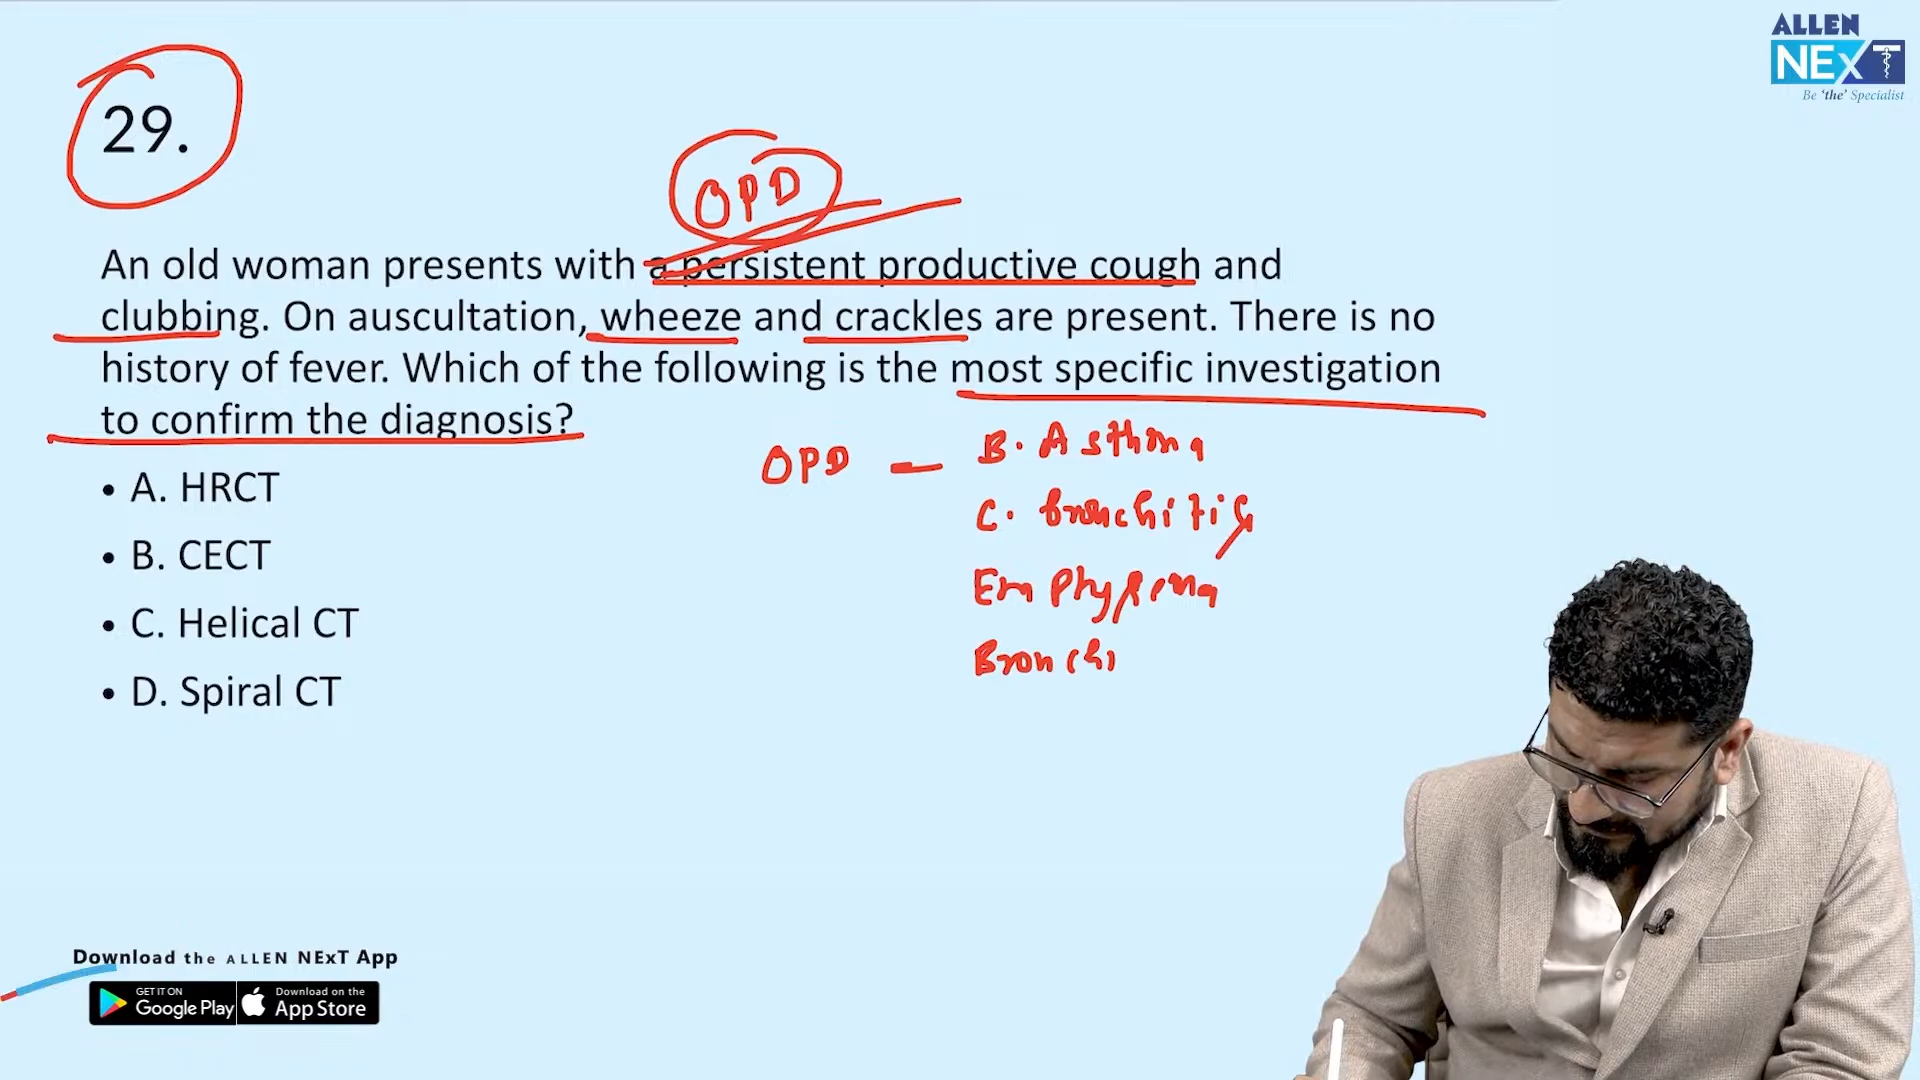 ALLEN
NEXT
Be 'the' Specialist
29.
OPD
An old woman presents with a persistent productive cough and
clubbing. On auscultation, wheeze and crackles are present. There is no
history of fever. Which of the following is the most specific investigation
to confirm the diagnosis?
OPD - B. Asthma
C. bronchitis
Emphysema
Bronchi
• A. HRCT
• B. CECT
• C. Helical CT
• D. Spiral CT
Download the ALLEN NExT App
GET IT ON
Google Play
Download on the
App Store